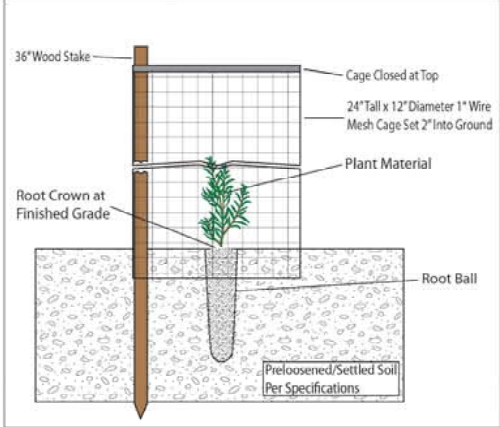 36" Wood Stake
Cage Closed at Top
24" Tall x 12" Diameter 1" Wire
Mesh Cage Set 2" Into Ground
Plant Material
Root Crown at
Finished Grade
Root Ball
Preloosened/Settled Soil
Per Specifications